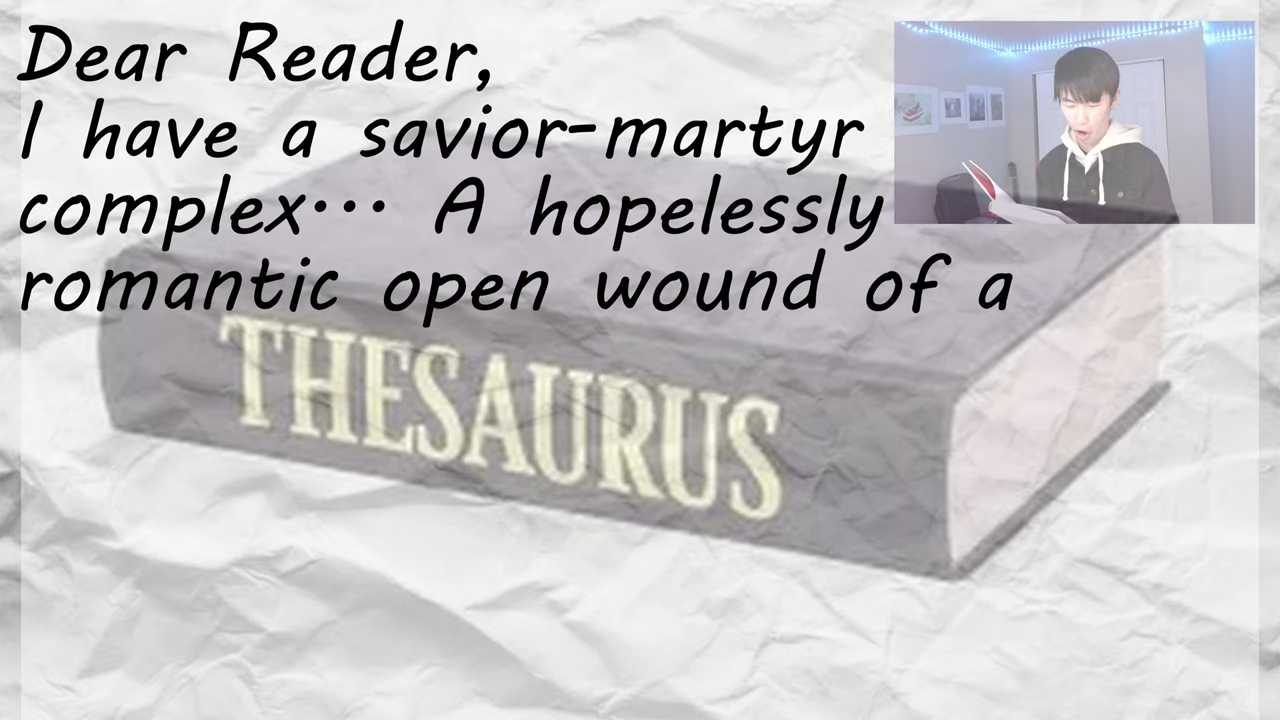 Dear Reader,
I have a savior-martyr
complex... A hopelessly
romantic open wound of a
THESAURUS